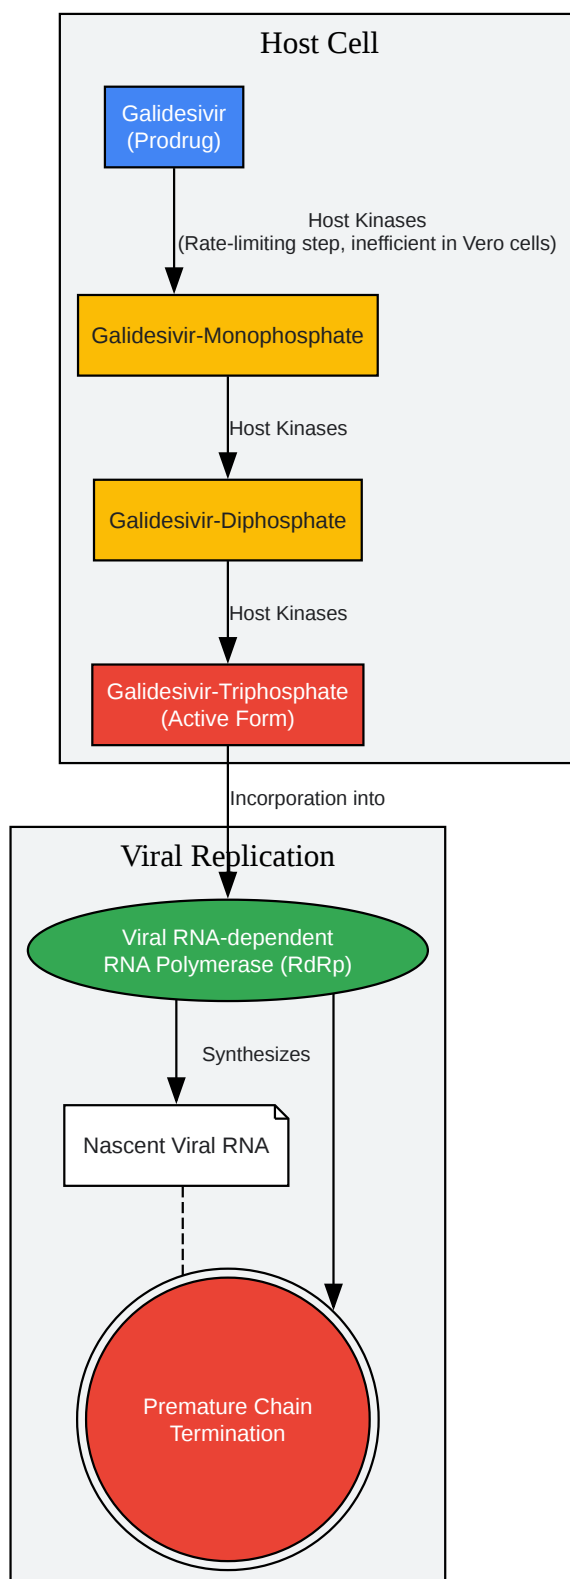 Host Cell
Galidesivir
(Prodrug)
Host Kinases
(Rate-limiting step, inefficient in Vero cells)
Galidesivir-Monophosphate
Host Kinases
Galidesivir-Diphosphate
Host Kinases
Galidesivir-Triphosphate
(Active Form)
Incorporation into
Viral Replication
Viral RNA-dependent
RNA Polymerase (RdRp)
Synthesizes
Nascent Viral RNA
Premature Chain
Termination